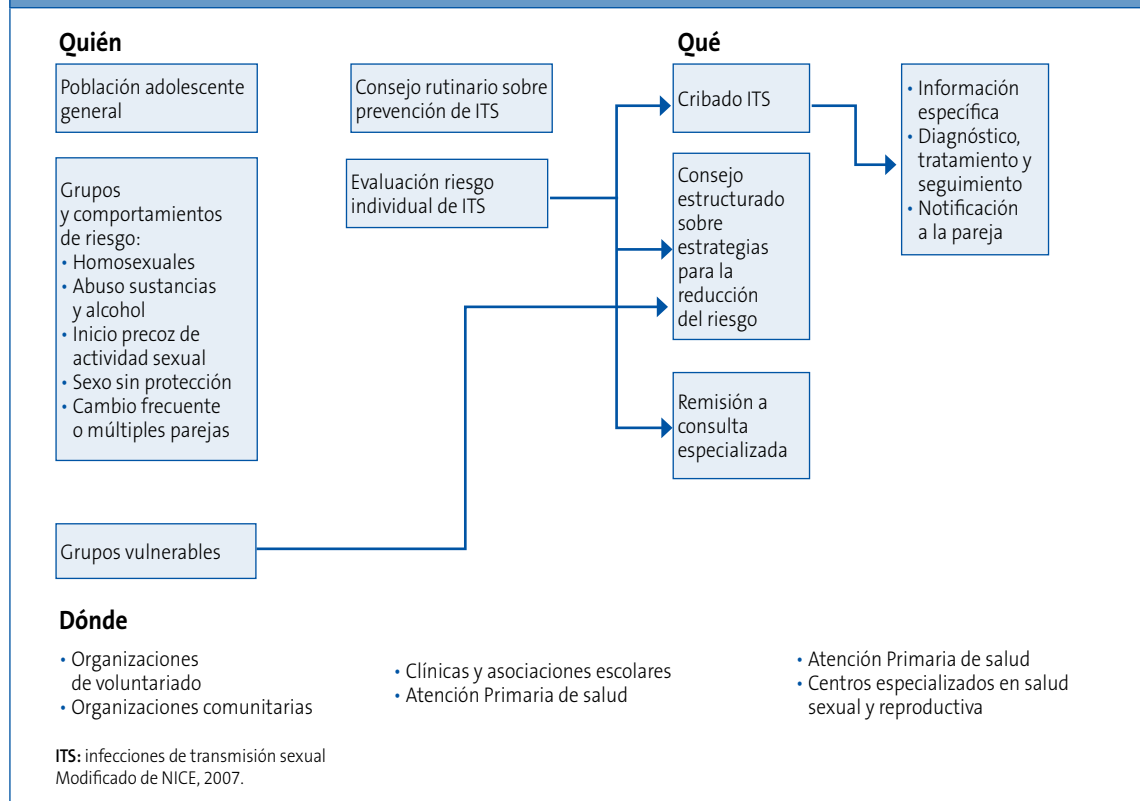 Quién
Población adolescente
general
Grupos
y comportamientos
de riesgo:
• Homosexuales
• Abuso sustancias
y alcohol
• Inicio precoz de
actividad sexual
• Sexo sin protección
• Cambio frecuente
o múltiples parejas
Grupos vulnerables
Consejo rutinario sobre
prevención de ITS
Evaluación riesgo
individual de ITS
Qué
Cribado ITS
Consejo
estructurado
sobre
estrategias
para la
reducción
del riesgo
Remisión a
consulta
especializada
• Información
específica
• Diagnóstico,
tratamiento y
seguimiento
• Notificación
a la pareja
Dónde
• Organizaciones
de voluntariado
• Organizaciones comunitarias
• Clínicas y asociaciones escolares
• Atención Primaria de salud
• Atención Primaria de salud
• Centros especializados en salud
sexual y reproductiva
ITS: infecciones de transmisión sexual
Modificado de NICE, 2007.